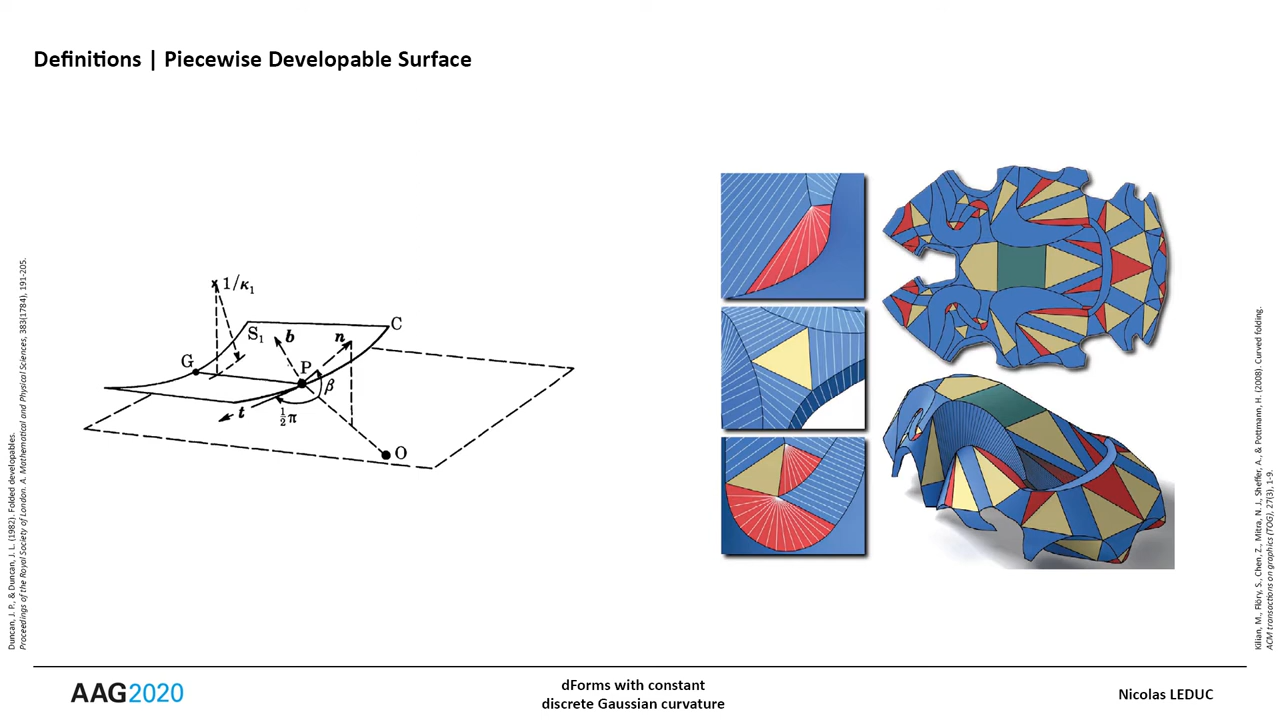 Definitions | Piecewise Developable Surface
1/κ₁
S₁
b
n
C
G
P
β
t
½π
O
Duncan, J. P., & Duncan, J. L. (1982). Folded developables.
Proceedings of the Royal Society of London. A. Mathematical and Physical Sciences, 383(1784), 191-205.
Kilian, M., Flöry, S., Chen, Z., Mitra, N. J., Sheffer, A., & Pottmann, H. (2008). Curved folding.
ACM transactions on graphics (TOG), 27(3), 1-9.
AAG2020
dForms with constant
discrete Gaussian curvature
Nicolas LEDUC